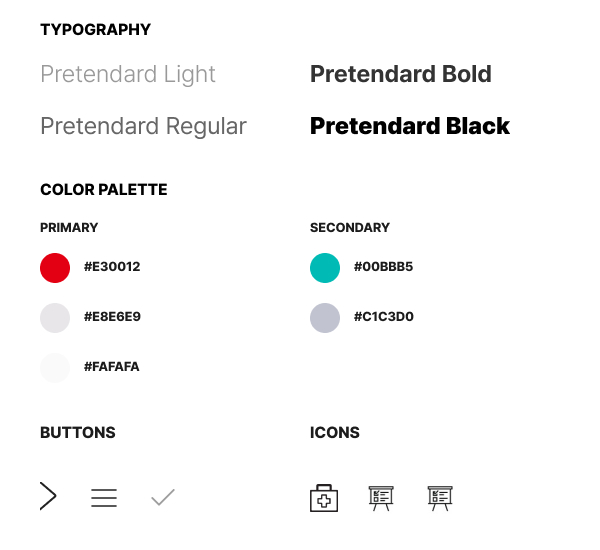 TYPOGRAPHY
Pretendard Light
Pretendard Bold
Pretendard Regular
Pretendard Black
COLOR PALETTE
PRIMARY
SECONDARY
#E30012
#00BBB5
#E8E6E9
#C1C3D0
#FAFAFA
BUTTONS
ICONS